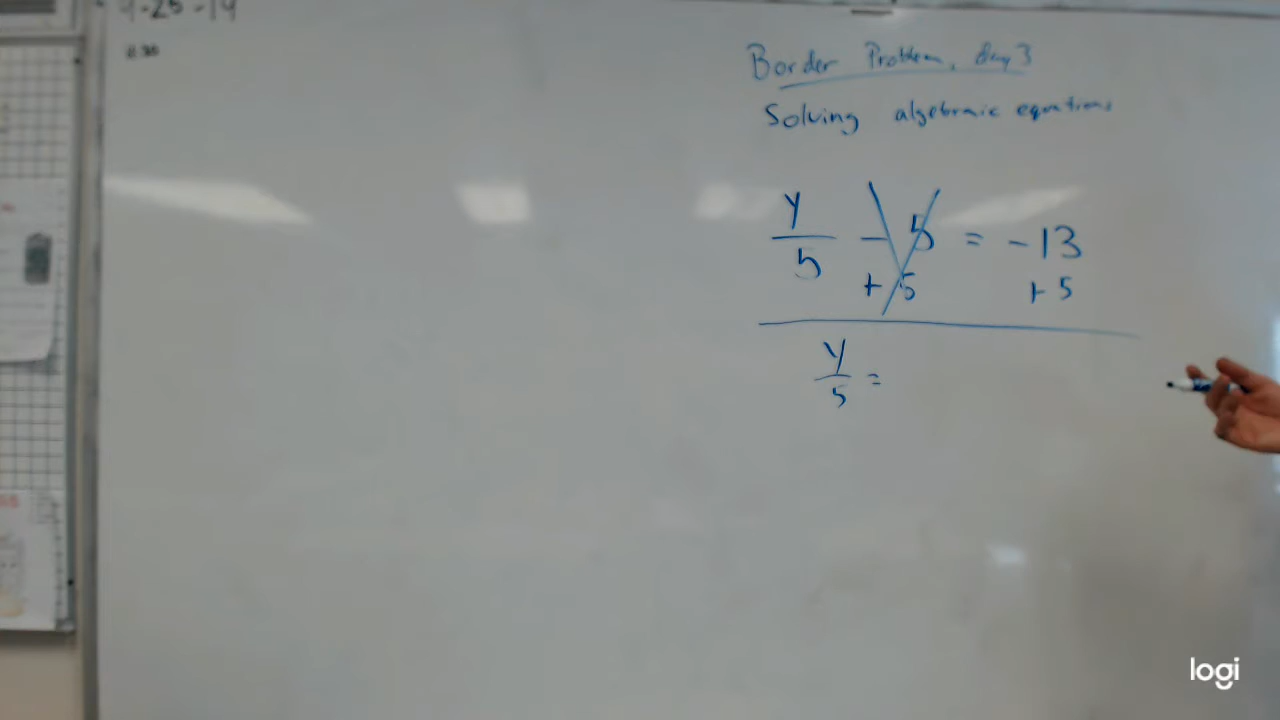 Border Problem, day 3
Solving algebraic equations
y/5 - 5 = -13
+ 5 + 5
y/5 =
logi